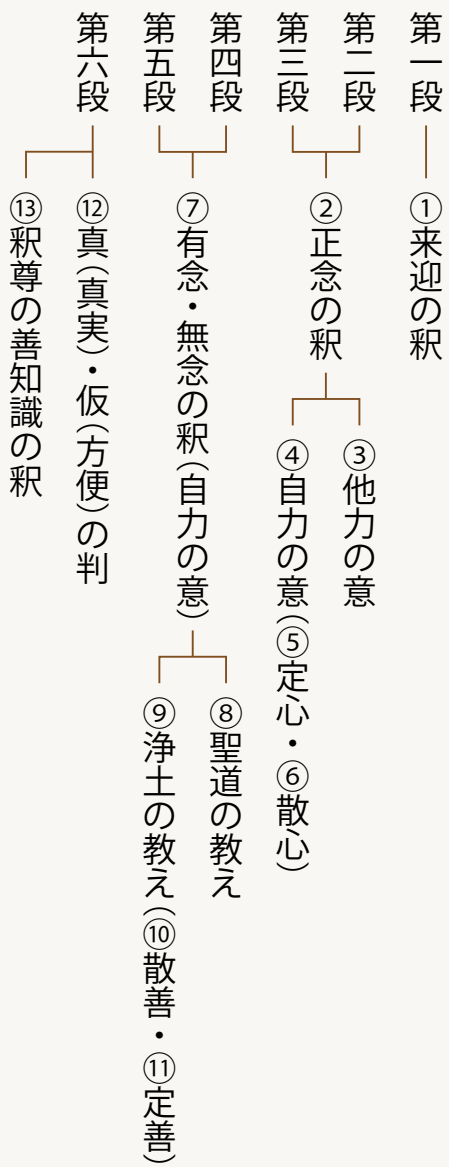 第一段
①来迎の釈
第二段
第三段
②正念の釈
③他力の意
④自力の意(⑤定心・⑥散心)
第四段
第五段
⑦有念・無念の釈(自力の意)
⑧聖道の教え
⑨浄土の教え(⑩散善・⑪定善)
第六段
⑫真(真実)・仮(方便)の判
⑬釈尊の善知識の釈